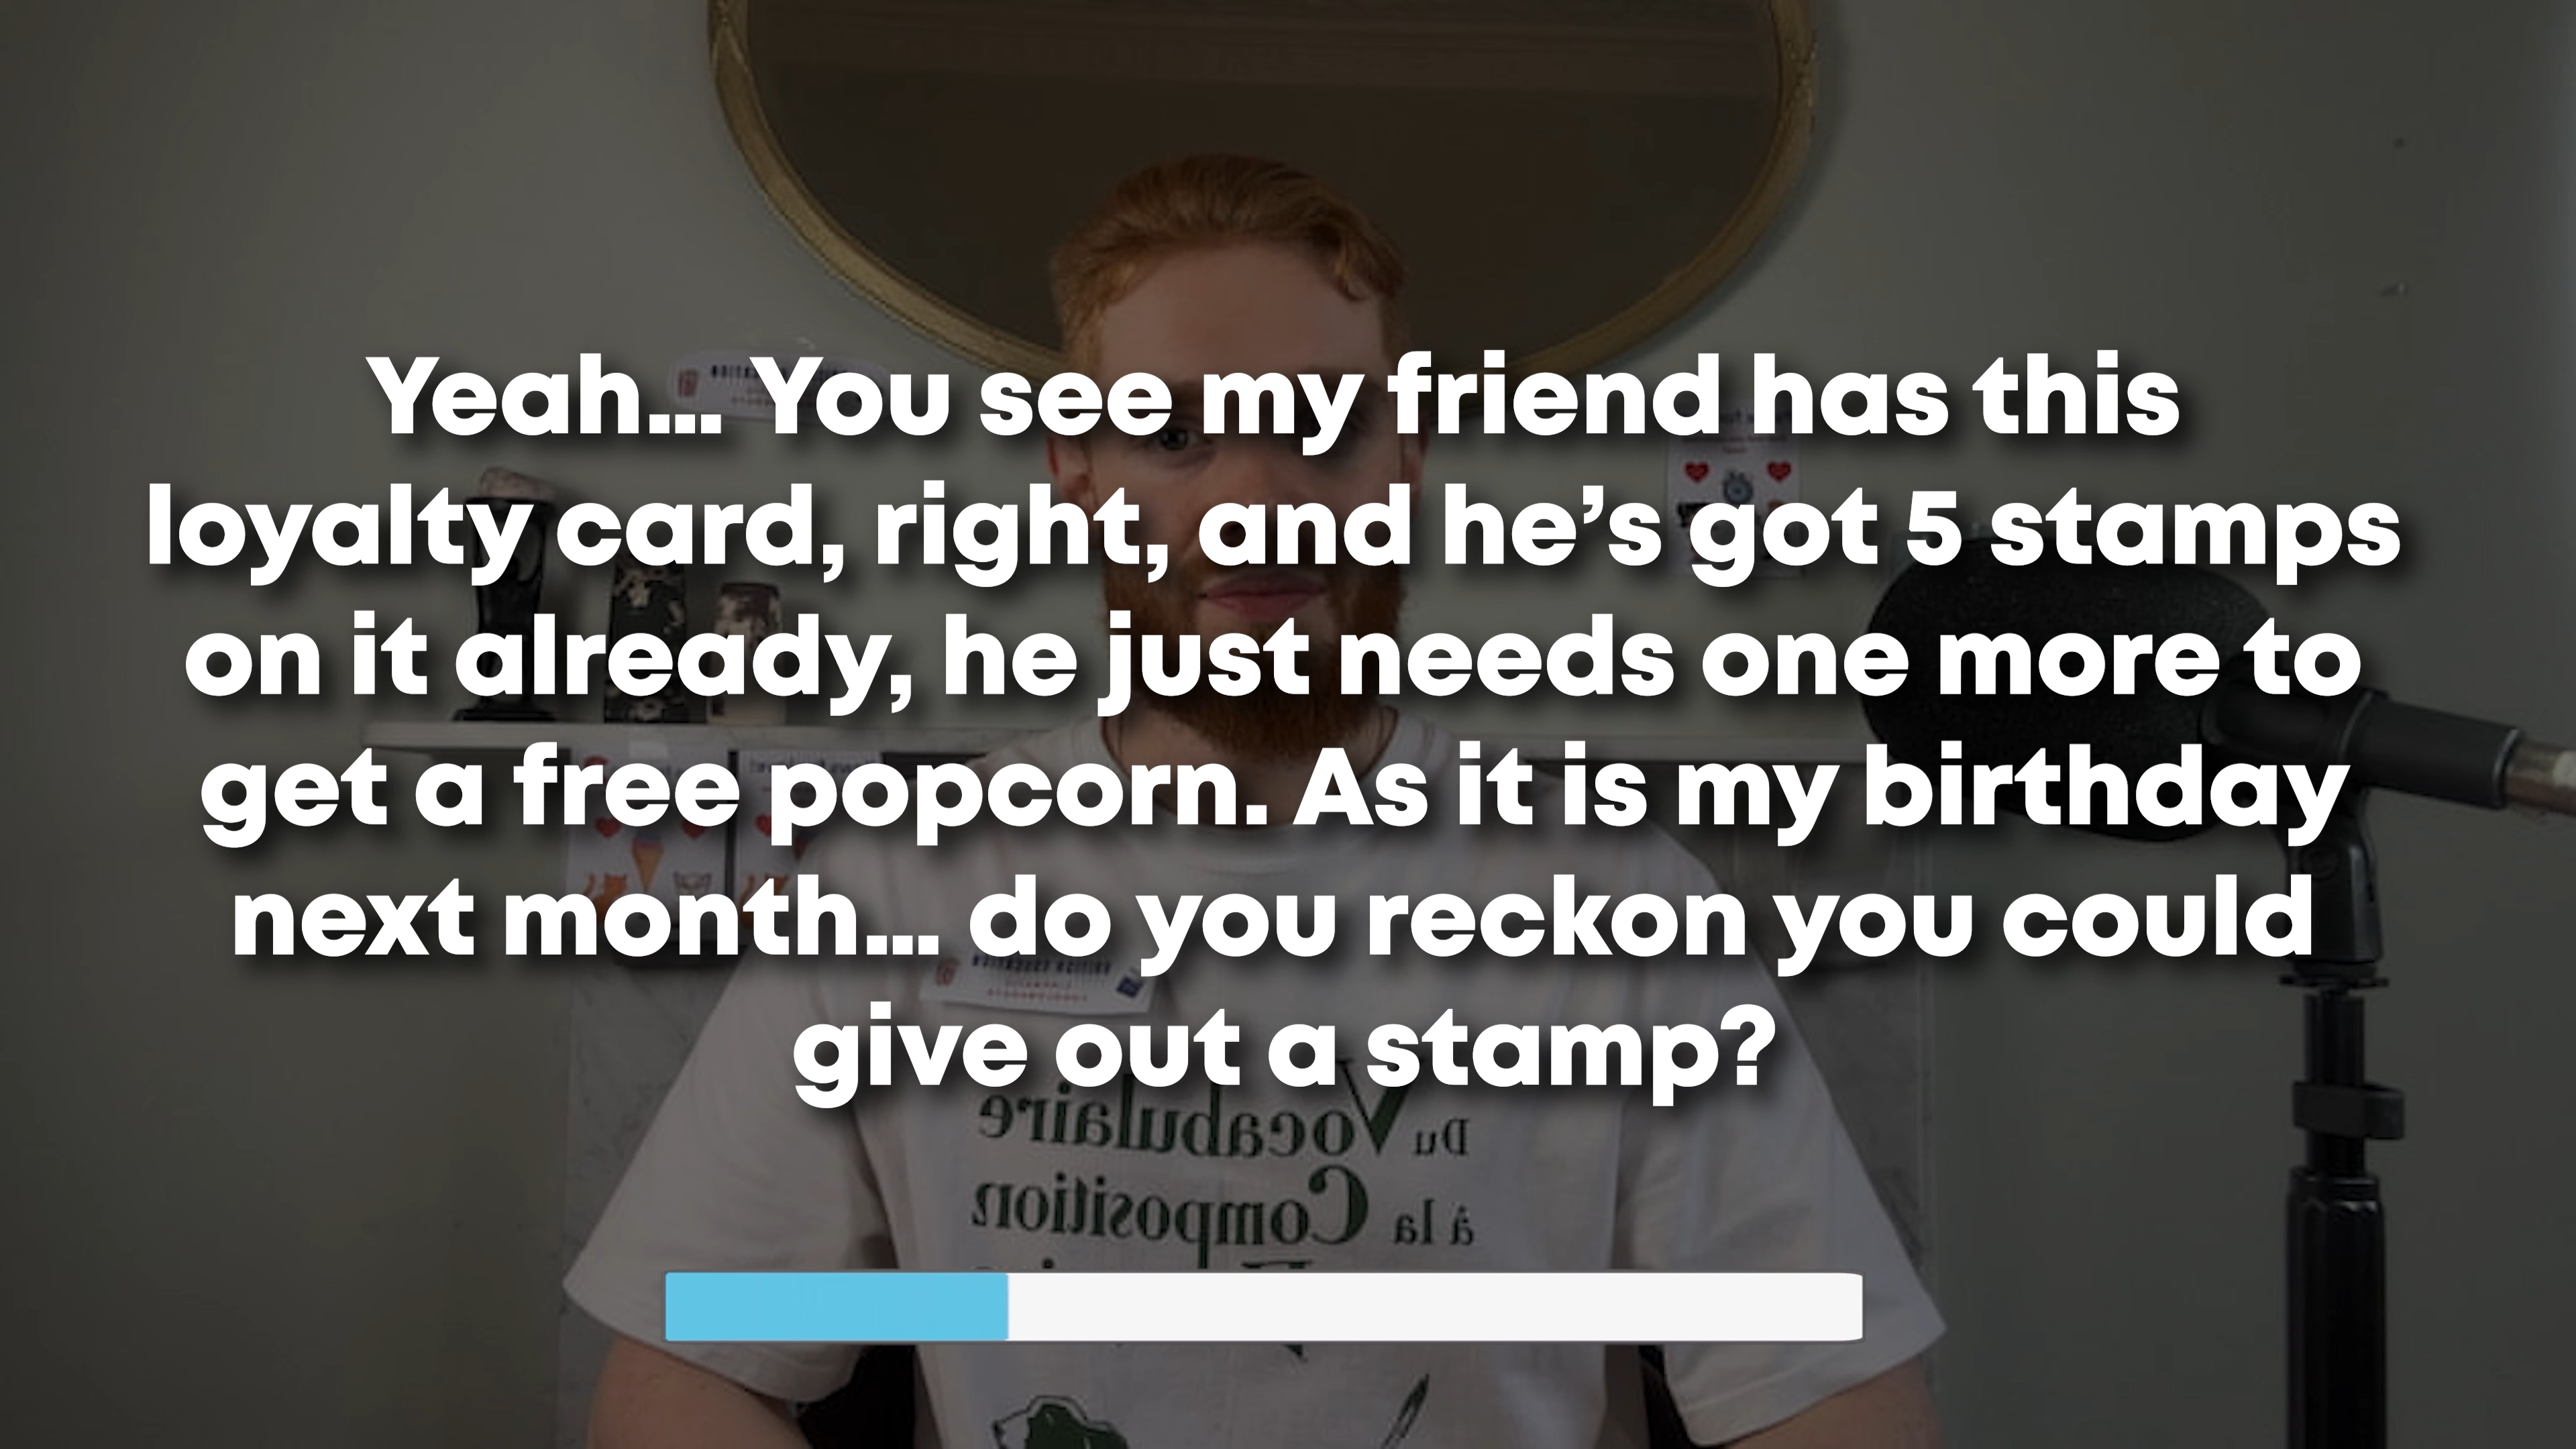 Yeah... You see my friend has this
loyalty card, right, and he’s got 5 stamps
on it already, he just needs one more to
get a free popcorn. As it is my birthday
next month... do you reckon you could
give out a stamp?
Du Vocabulaire
à la Composition